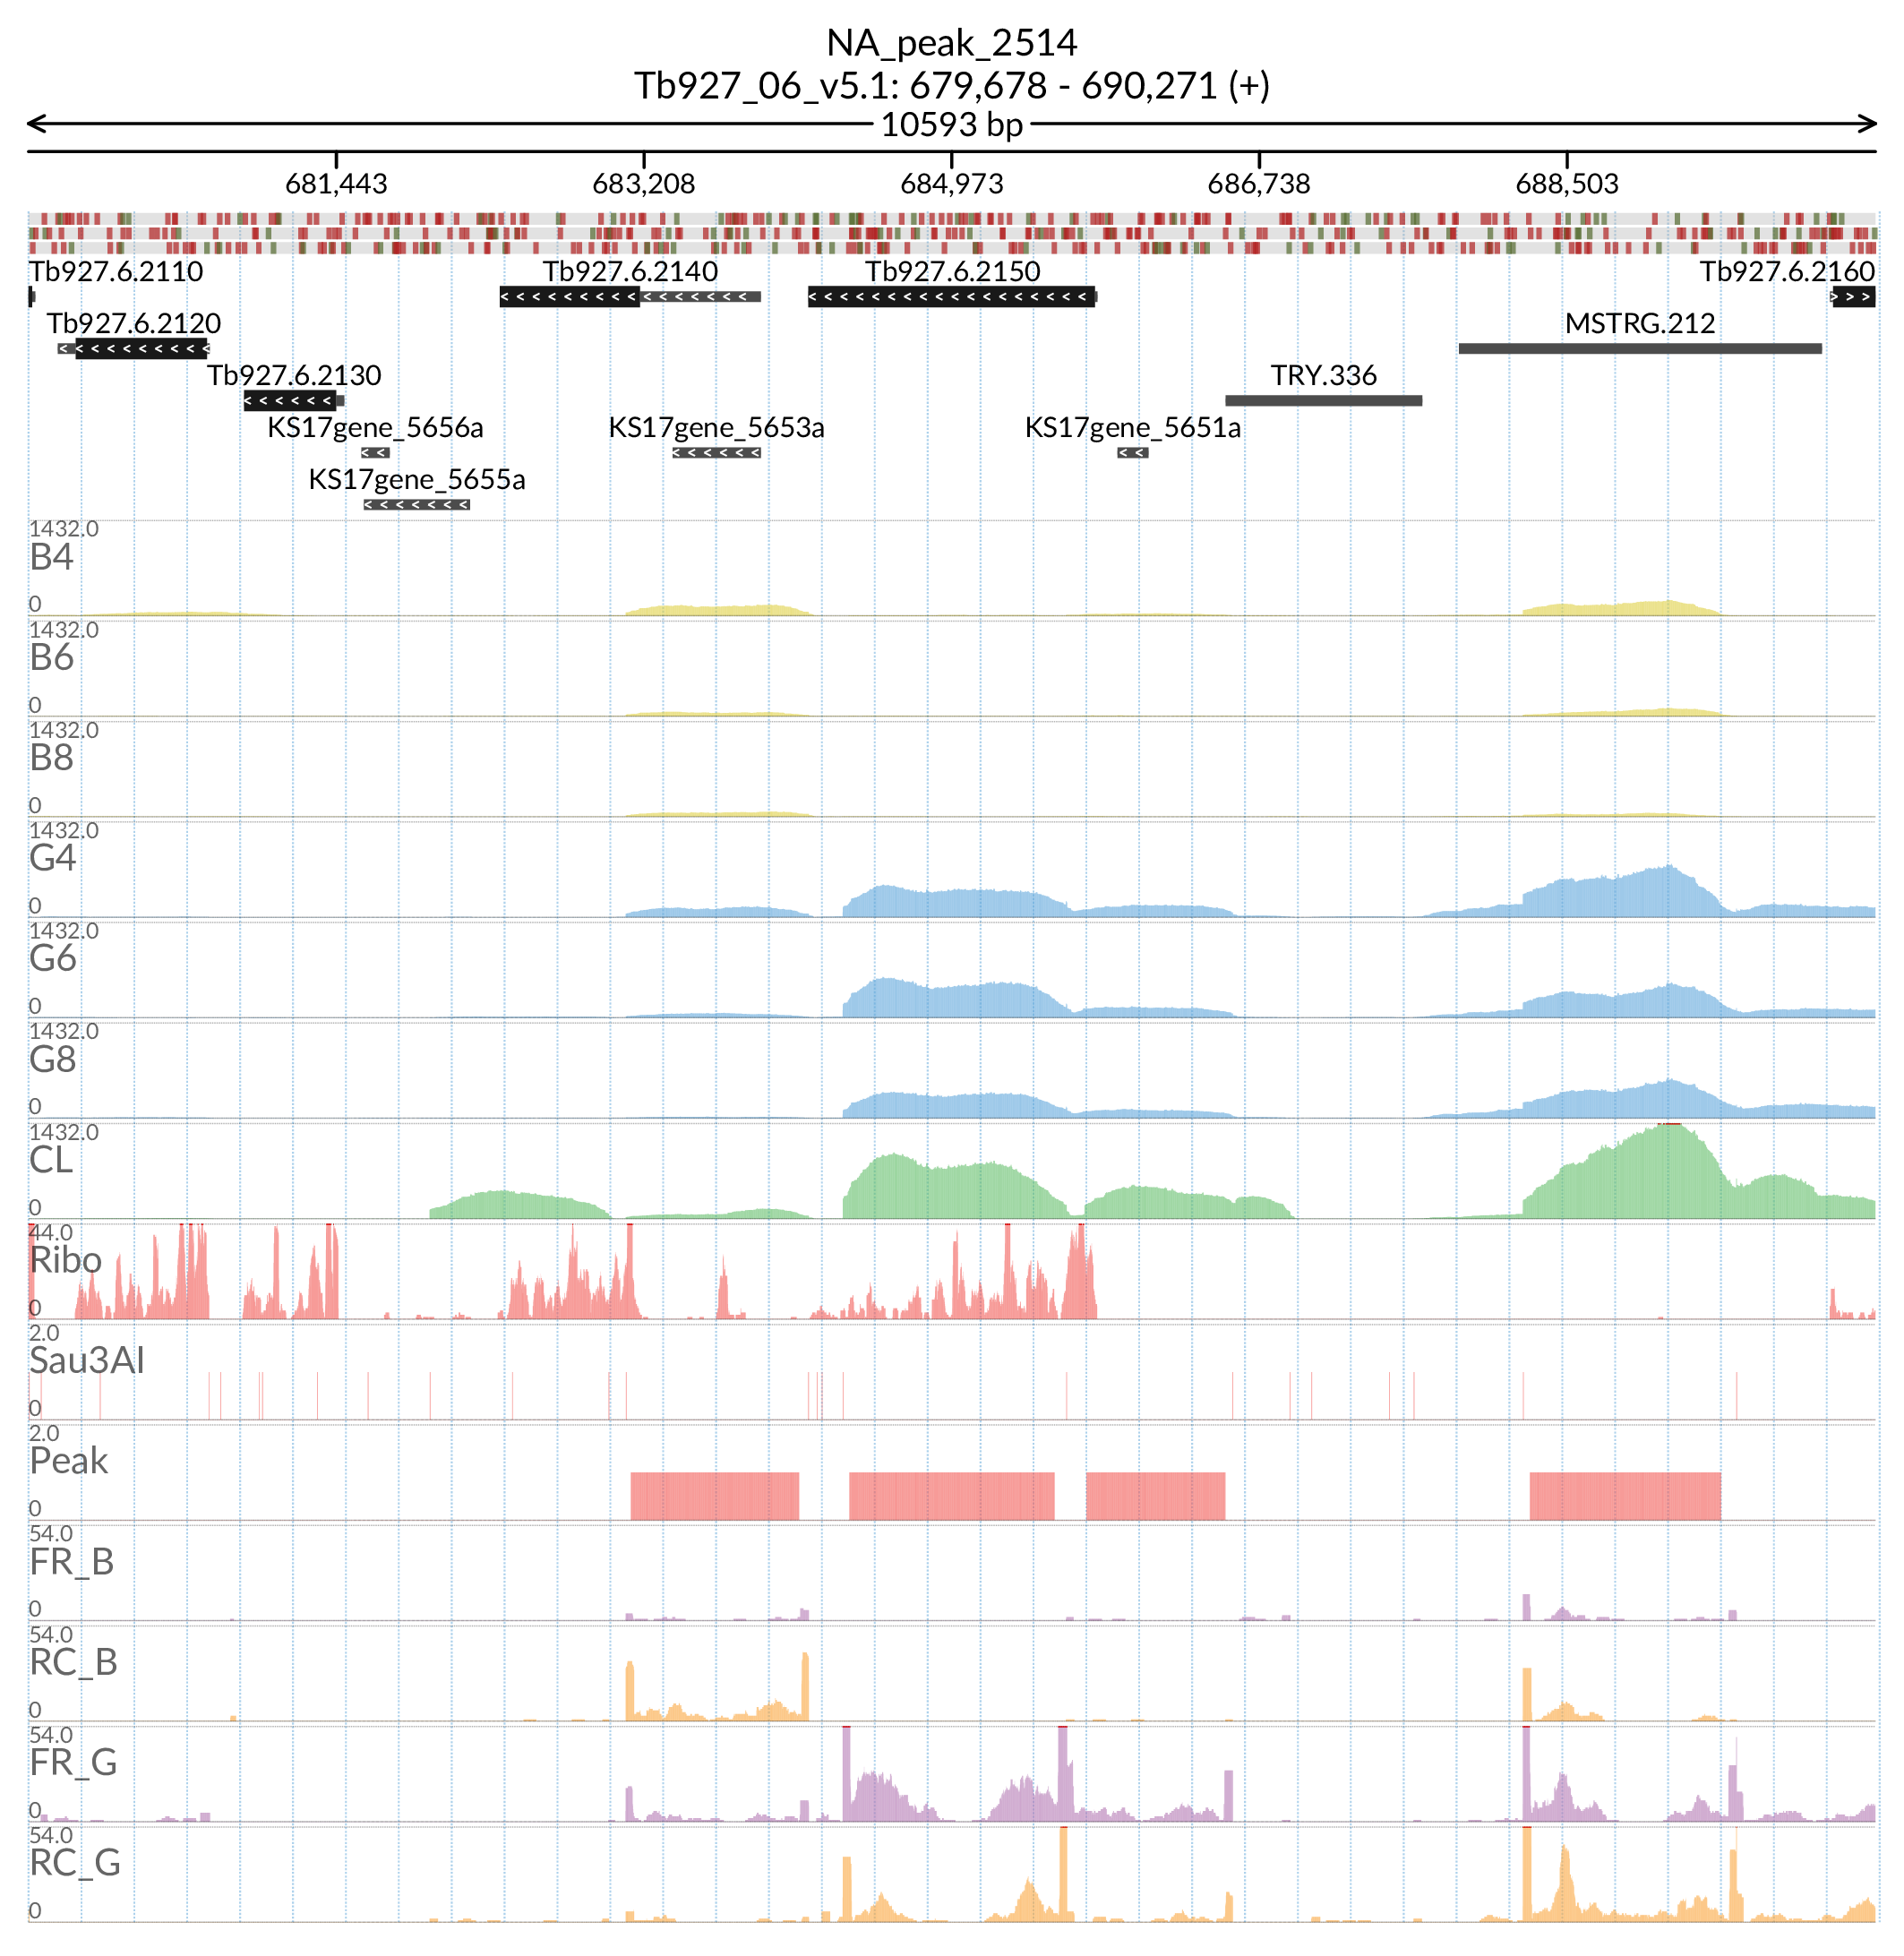 NA_peak_2514
Tb927_06_v5.1: 679,678 - 690,271 (+)
10593 bp
681,443 683,208 684,973 686,738 688,503
Tb927.6.2110 Tb927.6.2140 Tb927.6.2150 Tb927.6.2160
Tb927.6.2120 MSTRG.212
Tb927.6.2130 TRY.336
KS17gene_5656a KS17gene_5653a KS17gene_5651a
KS17gene_5655a
1432.0
B4
0
1432.0
B6
0
1432.0
B8
0
1432.0
G4
0
1432.0
G6
0
1432.0
G8
0
1432.0
CL
0
44.0
Ribo
0
2.0
Sau3AI
0
2.0
Peak
0
54.0
FR_B
0
54.0
RC_B
0
54.0
FR_G
0
54.0
RC_G
0